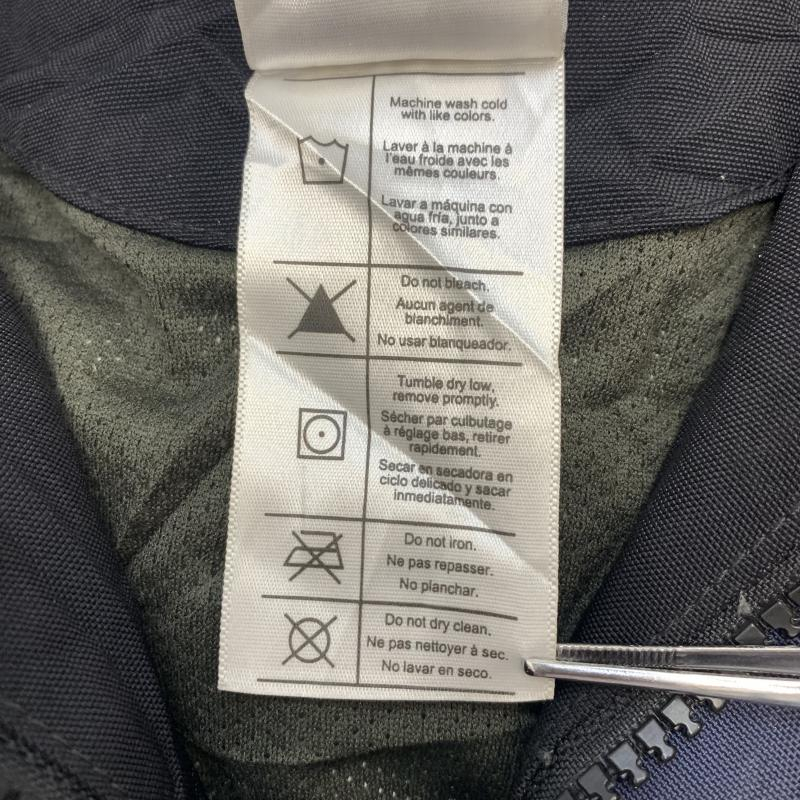 Machine wash cold
with like colors.
Laver à la machine à
l'eau froide avec les
mêmes couleurs.
Lavar a máquina con
agua fría, junto a
colores similares.
Do not bleach.
Aucun agent de
blanchiment.
No usar blanqueador.
Tumble dry low,
remove promptly.
Sécher par culbutage
à réglage bas, retirer
rapidement.
Secar en secadora en
ciclo delicado y sacar
inmediatamente.
Do not iron.
Ne pas repasser.
No planchar.
Do not dry clean.
Ne pas nettoyer à sec.
No lavar en seco.